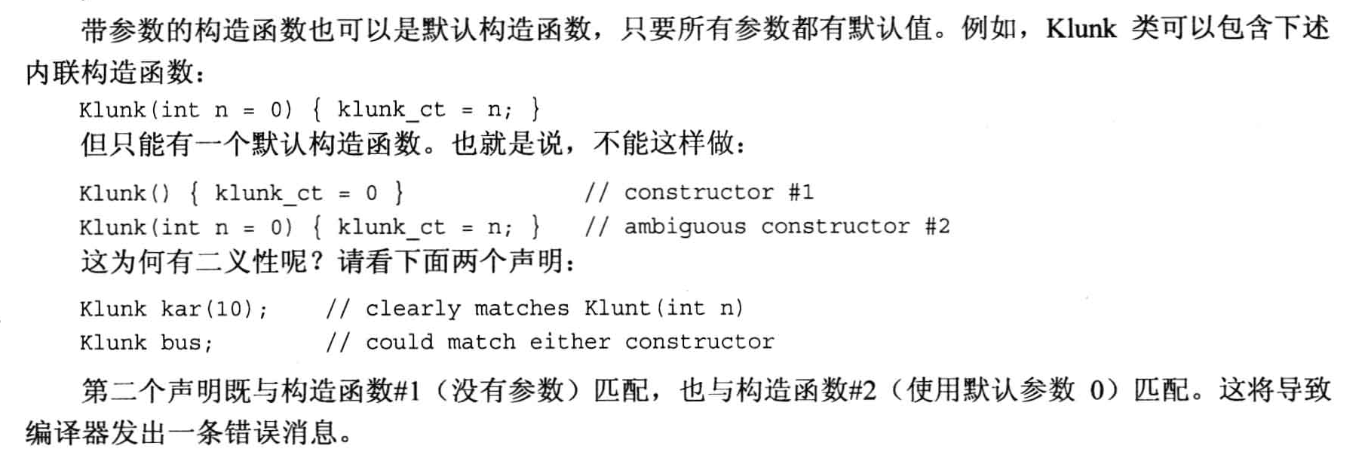 带参数的构造函数也可以是默认构造函数，只要所有参数都有默认值。例如，Klunk 类可以包含下述
内联构造函数：
Klunk(int n = 0) { klunk_ct = n; }
但只能有一个默认构造函数。也就是说，不能这样做：
Klunk() { klunk_ct = 0 }                // constructor #1
Klunk(int n = 0) { klunk_ct = n; }   // ambiguous constructor #2
这为何有二义性呢？请看下面两个声明：
Klunk kar(10);    // clearly matches Klunt(int n)
Klunk bus;        // could match either constructor
第二个声明既与构造函数#1（没有参数）匹配，也与构造函数#2（使用默认参数 0）匹配。这将导致
编译器发出一条错误消息。